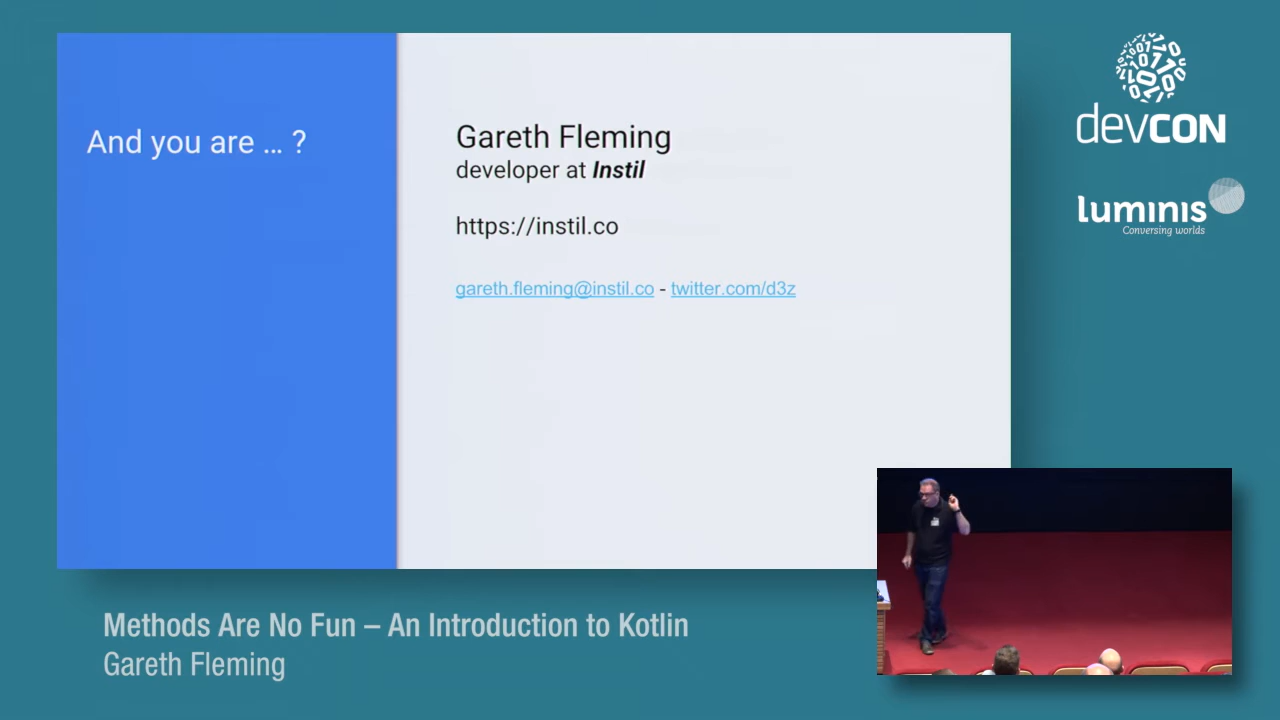 And you are ... ?
Gareth Fleming
developer at Instil
https://instil.co
gareth.fleming@instil.co - twitter.com/d3z
devcon
luminis
Conversing worlds
Methods Are No Fun – An Introduction to Kotlin
Gareth Fleming